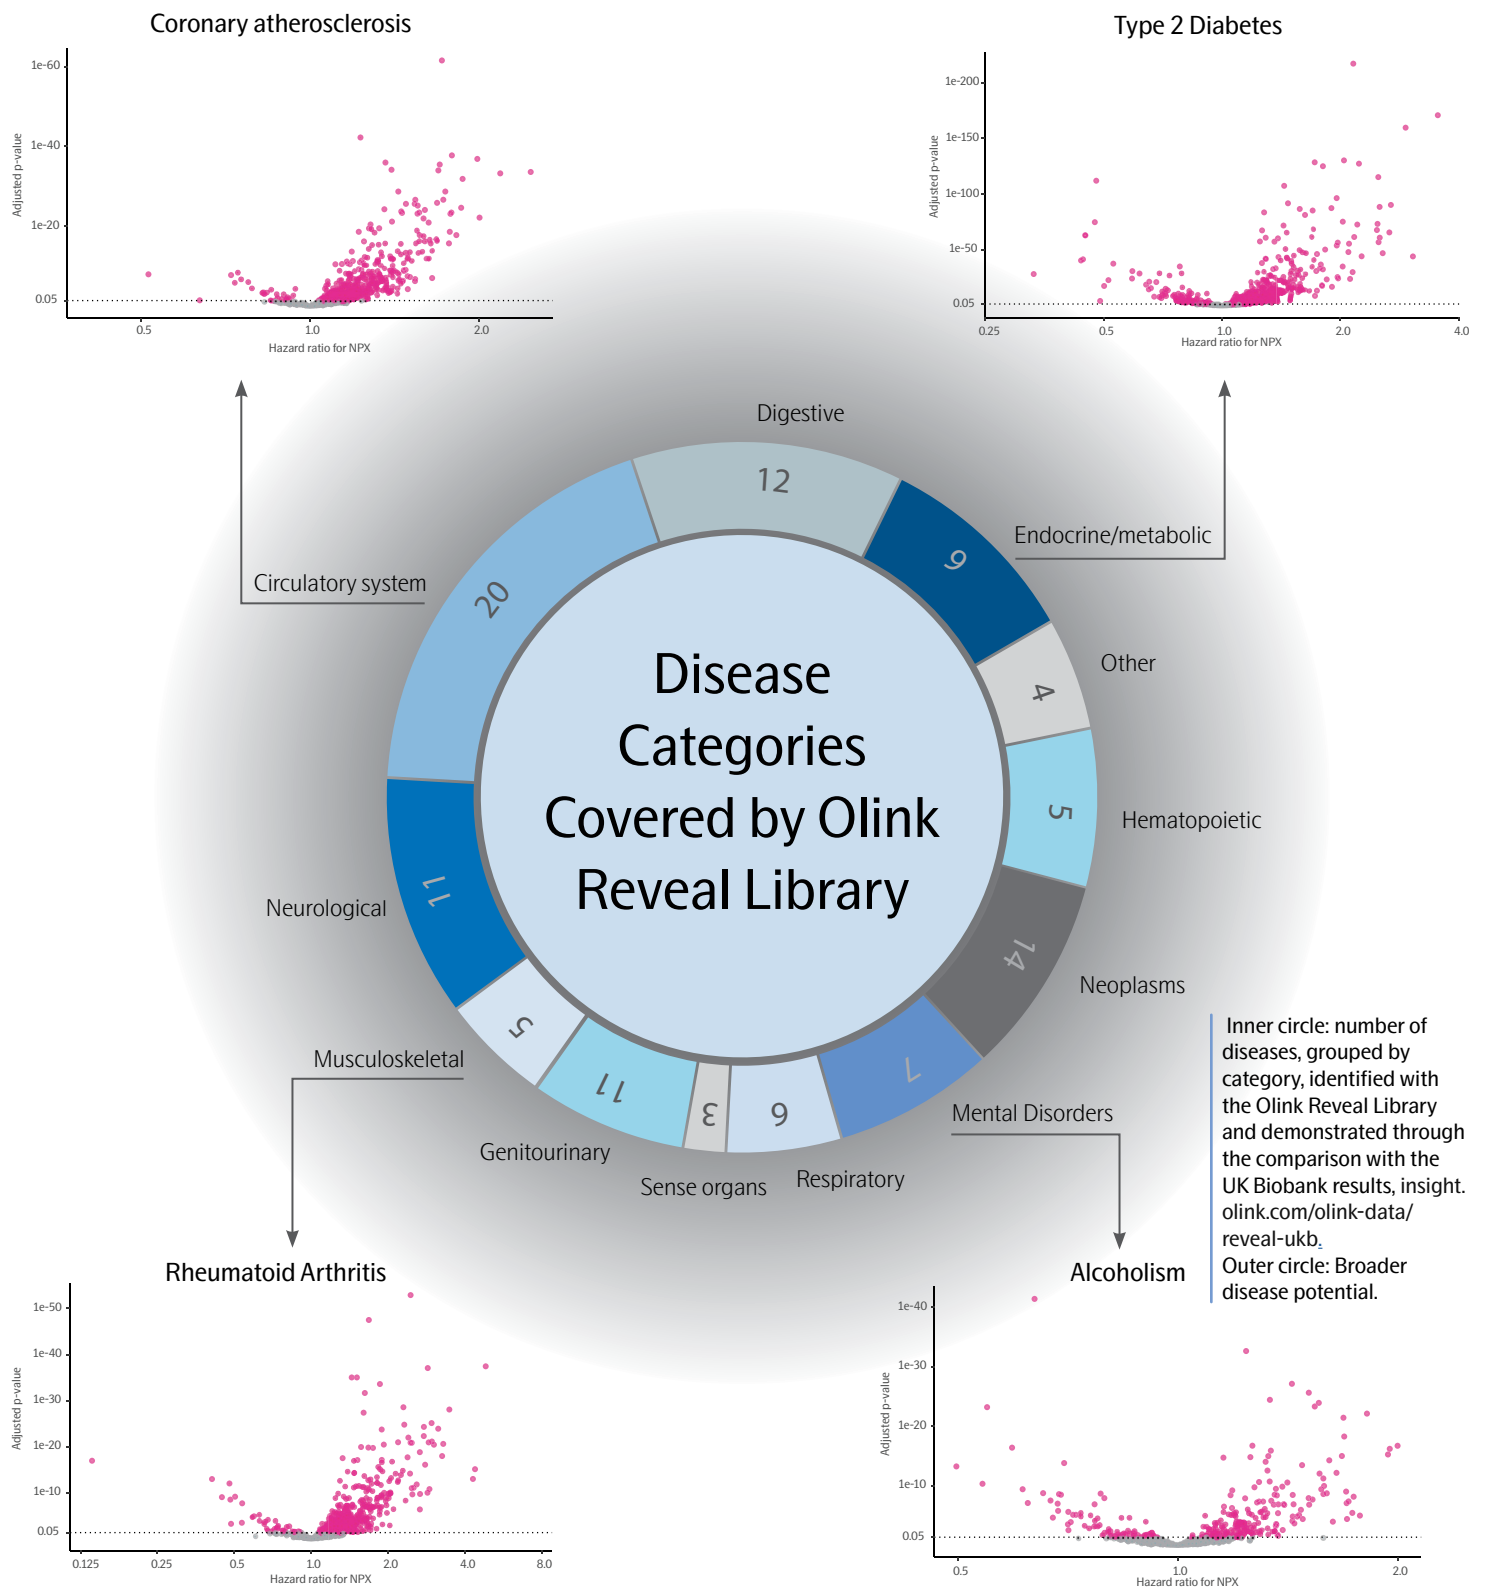 Coronary atherosclerosis
1e-60
1e-40
1e-20
0.05
Adjusted p-value
0.5
1.0
2.0
Hazard ratio for NPX
Type 2 Diabetes
1e-200
1e-150
1e-100
1e-50
0.05
Adjusted p-value
0.25
0.5
1.0
2.0
4.0
Hazard ratio for NPX
Digestive
12
Endocrine/metabolic
9
Circulatory system
20
Other
4
Disease
Categories
Covered by Olink
Reveal Library
Hematopoietic
5
Neurological
11
Neoplasms
14
Musculoskeletal
5
Genitourinary
11
Sense organs
3
Respiratory
6
Mental Disorders
7
Inner circle: number of
diseases, grouped by
category, identified with
the Olink Reveal Library
and demonstrated through
the comparison with the
UK Biobank results, insight.
olink.com/olink-data/
reveal-ukb.
Outer circle: Broader
disease potential.
Rheumatoid Arthritis
1e-50
1e-40
1e-30
1e-20
1e-10
0.05
Adjusted p-value
0.125
0.25
0.5
1.0
2.0
4.0
8.0
Hazard ratio for NPX
Alcoholism
1e-40
1e-30
1e-20
1e-10
0.05
Adjusted p-value
0.5
1.0
2.0
Hazard ratio for NPX